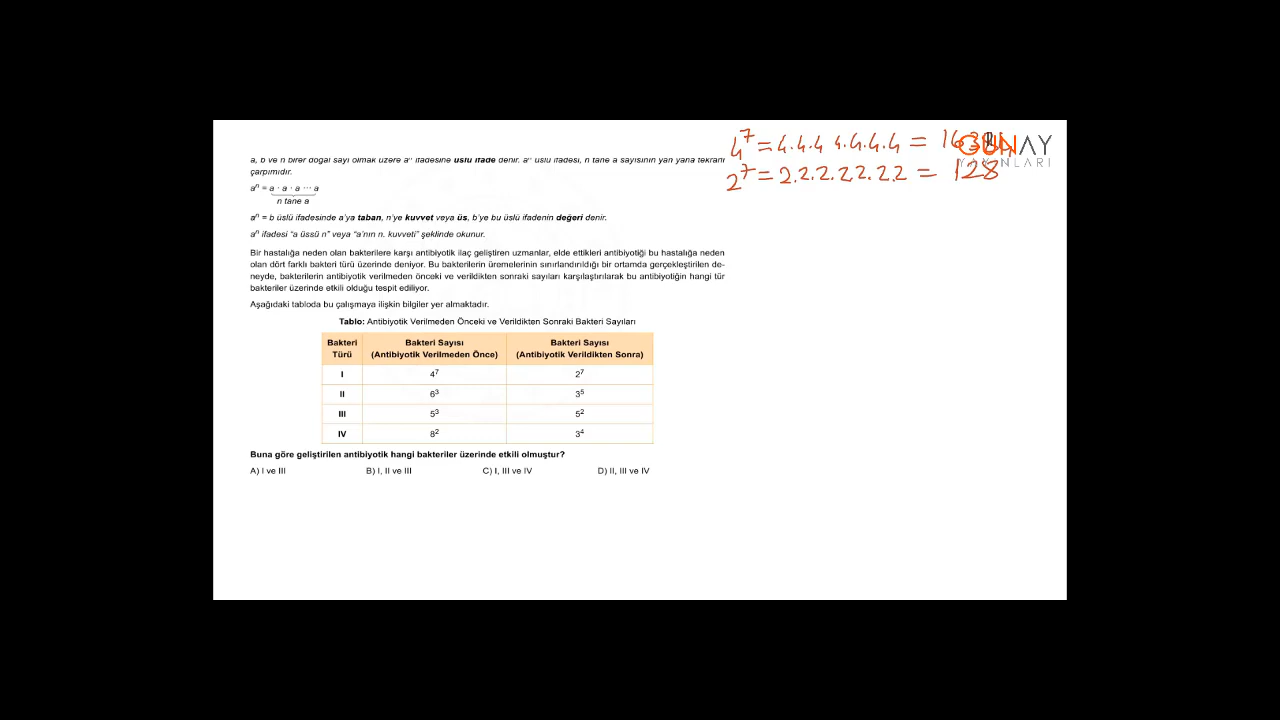 a, b ve n birer doğal sayı olmak üzere aⁿ ifadesine üslü ifade denir. aⁿ üslü ifadesi, n tane a sayısının yan yana tekrarlı
çarpımıdır.
aⁿ = a · a · a ··· a
n tane a
aⁿ = b üslü ifadesinde a'ya taban, n'ye kuvvet veya üs, b'ye bu üslü ifadenin değeri denir.
aⁿ ifadesi "a üssü n" veya "a'nın n. kuvveti" şeklinde okunur.
Bir hastalığa neden olan bakterilere karşı antibiyotik ilaç geliştiren uzmanlar, elde ettikleri antibiyotiği bu hastalığa neden
olan dört farklı bakteri türü üzerinde deniyor. Bu bakterilerin üremelerinin sınırlandırıldığı bir ortamda gerçekleştirilen de-
neyde, bakterilerin antibiyotik verilmeden önceki ve verildikten sonraki sayıları karşılaştırılarak bu antibiyotiğin hangi tür
bakteriler üzerinde etkili olduğu tespit ediliyor.
Aşağıdaki tabloda bu çalışmaya ilişkin bilgiler yer almaktadır.
Tablo: Antibiyotik Verilmeden Önceki ve Verildikten Sonraki Bakteri Sayıları
Bakteri Türü Bakteri Sayısı (Antibiyotik Verilmeden Önce) Bakteri Sayısı (Antibiyotik Verildikten Sonra)
I 4⁷ 2⁷
II 6³ 3⁵
III 5³ 5²
IV 8² 3⁴
Buna göre geliştirilen antibiyotik hangi bakteriler üzerinde etkili olmuştur?
A) I ve III B) I, II ve III C) I, III ve IV D) II, III ve IV
4⁷ = 4.4.4 4.4.4.4 =
2⁷ = 2.2.2.2.2.2.2 = 128
GÜNAY
YAYINLARI